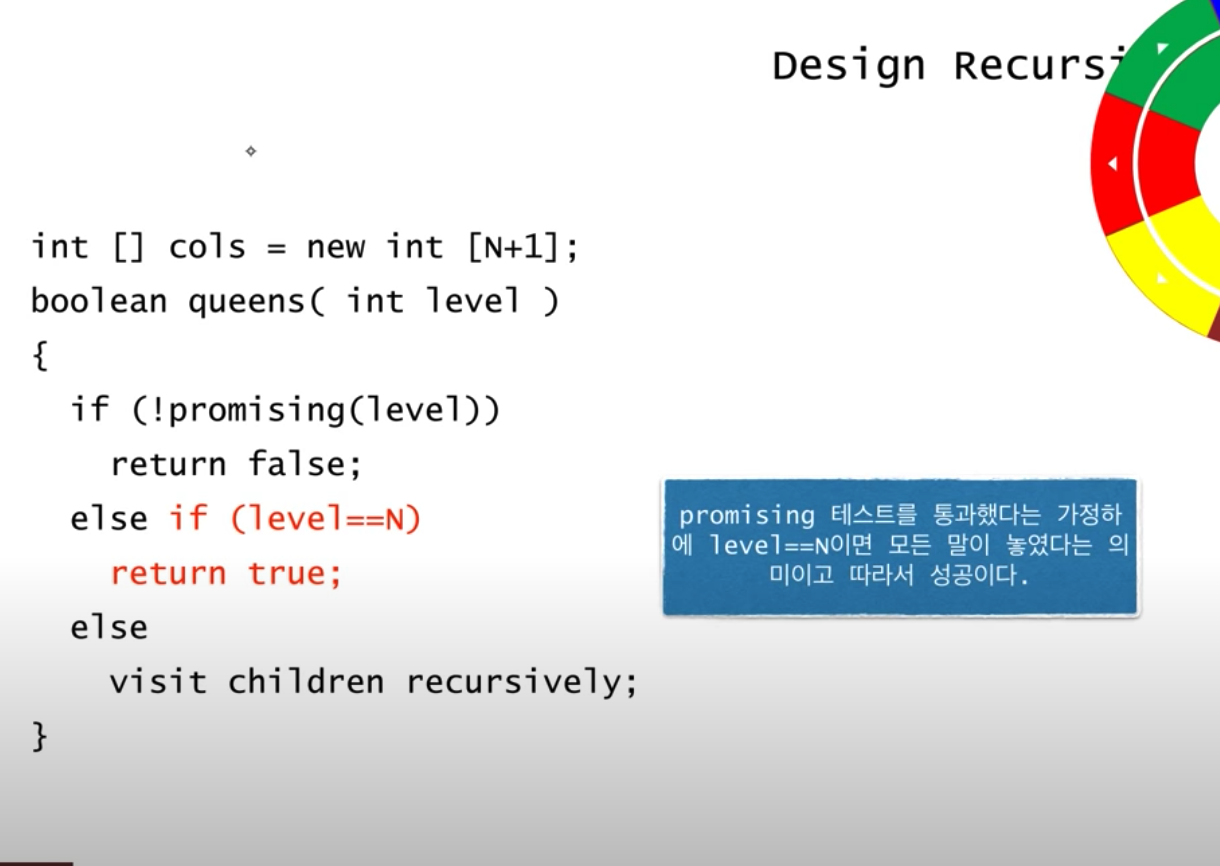 Design Recursi
int [] cols = new int [N+1];
boolean queens( int level )
{
if (!promising(level))
return false;
else if (level==N)
return true;
else
visit children recursively;
}
promising 테스트를 통과했다는 가정하
에 level==N이면 모든 말이 놓였다는 의
미이고 따라서 성공이다.